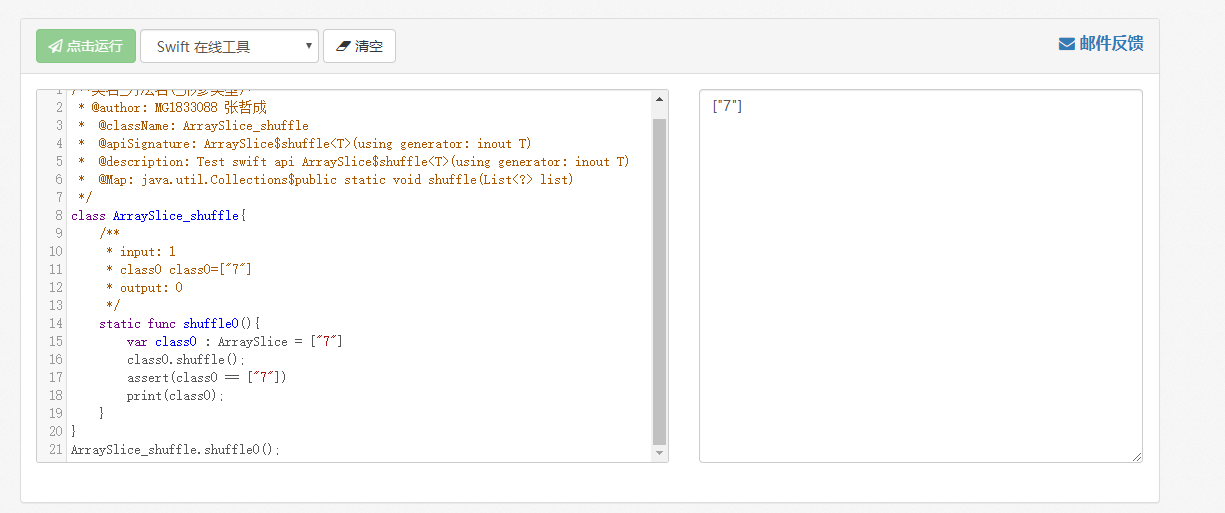 点击运行
Swift 在线工具
清空
邮件反馈
1
2 * @author: MG1833088 张哲成
3 * @className: ArraySlice_shuffle
4 * @apiSignature: ArraySlice$shuffle<T>(using generator: inout T)
5 * @description: Test swift api ArraySlice$shuffle<T>(using generator: inout T)
6 * @Map: java.util.Collections$public static void shuffle(List<?> list)
7 */
8 class ArraySlice_shuffle{
9 /**
10 * input: 1
11 * class0 class0=["7"]
12 * output: 0
13 */
14 static func shuffle0(){
15 var class0 : ArraySlice = ["7"]
16 class0.shuffle();
17 assert(class0 == ["7"])
18 print(class0);
19 }
20 }
21 ArraySlice_shuffle.shuffle0();
["7"]